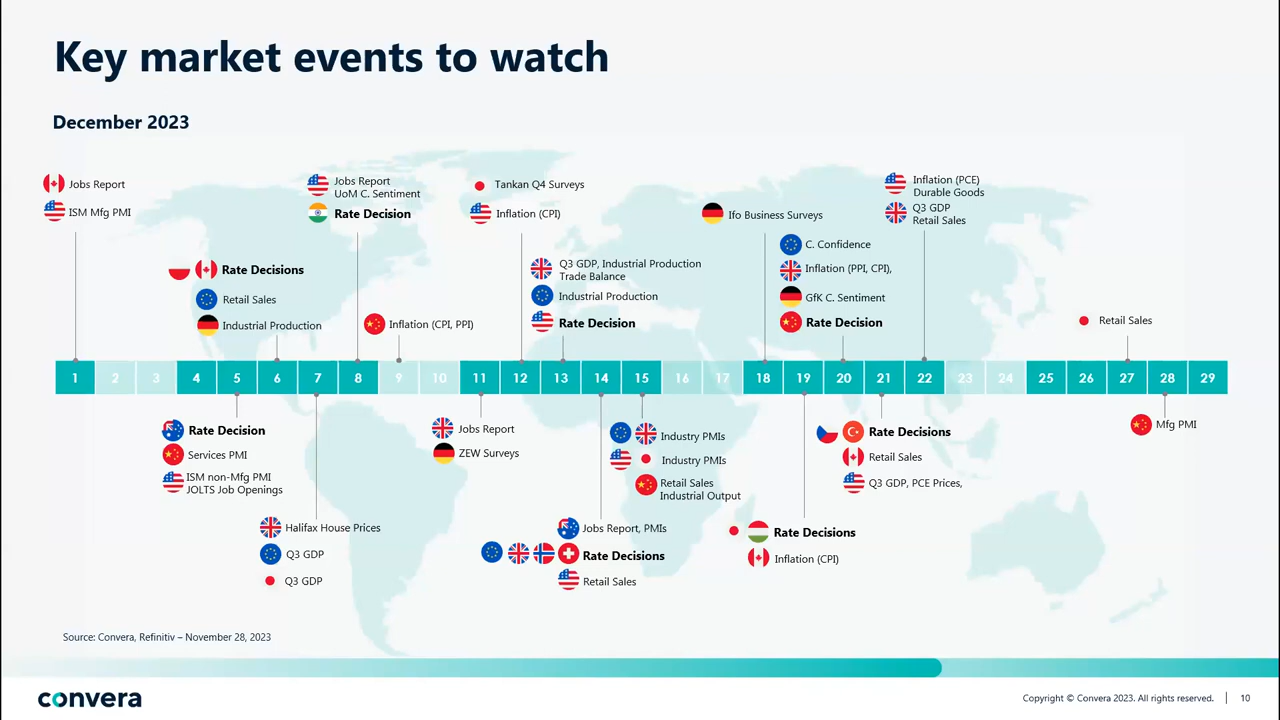 Key market events to watch
December 2023
Jobs Report
ISM Mfg PMI
Jobs Report
UoM C. Sentiment
Rate Decision
Tankan Q4 Surveys
Inflation (CPI)
Ifo Business Surveys
Inflation (PCE)
Durable Goods
Q3 GDP
Retail Sales
Rate Decisions
Retail Sales
Industrial Production
Inflation (CPI, PPI)
Q3 GDP, Industrial Production
Trade Balance
Industrial Production
Rate Decision
C. Confidence
Inflation (PPI, CPI),
GfK C. Sentiment
Rate Decision
Retail Sales
1 2 3 4 5 6 7 8 9 10 11 12 13 14 15 16 17 18 19 20 21 22 23 24 25 26 27 28 29
Rate Decision
Services PMI
ISM non-Mfg PMI
JOLTS Job Openings
Halifax House Prices
Q3 GDP
Q3 GDP
Jobs Report
ZEW Surveys
Industry PMIs
Industry PMIs
Retail Sales
Industrial Output
Jobs Report, PMIs
Rate Decisions
Retail Sales
Rate Decisions
Inflation (CPI)
Rate Decisions
Retail Sales
Q3 GDP, PCE Prices,
Mfg PMI
Source: Convera, Refinitiv – November 28, 2023
convera
Copyright © Convera 2023. All rights reserved. | 10